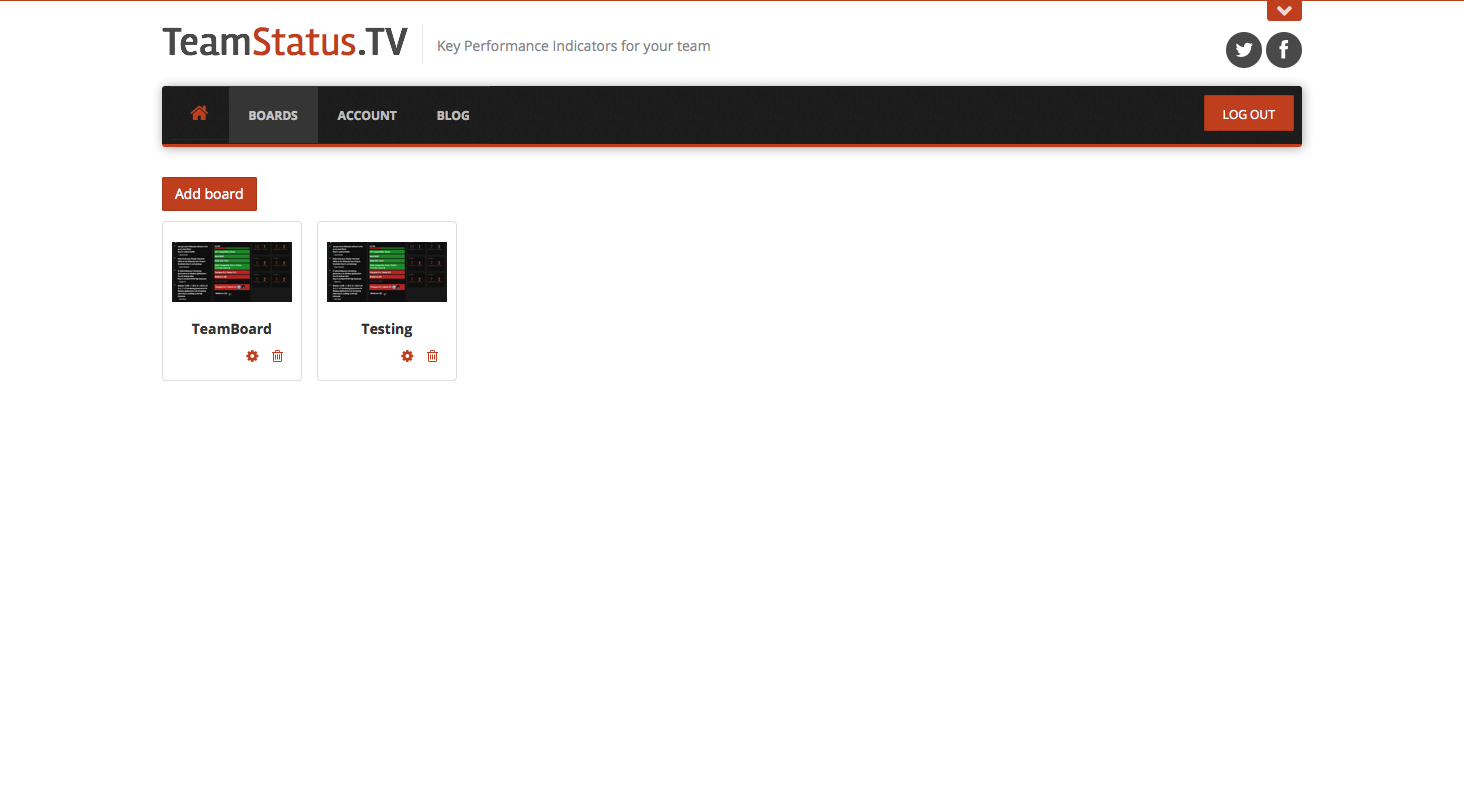 TeamStatus.TV
Key Performance Indicators for your team
BOARDS
ACCOUNT
BLOG
LOG OUT
Add board
TeamBoard
Testing